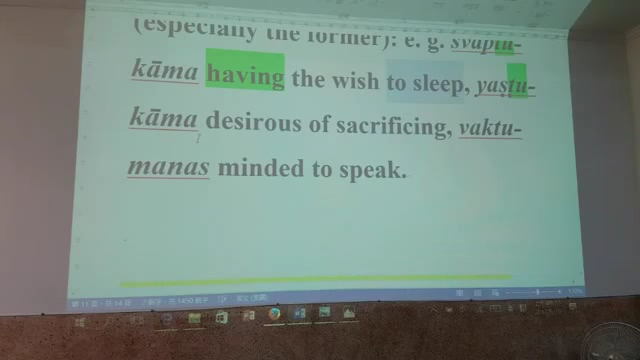 (especially the former): e. g. svaptu-
kāma having the wish to sleep, yaṣṭu-
kāma desirous of sacrificing, vaktu-
manas minded to speak.